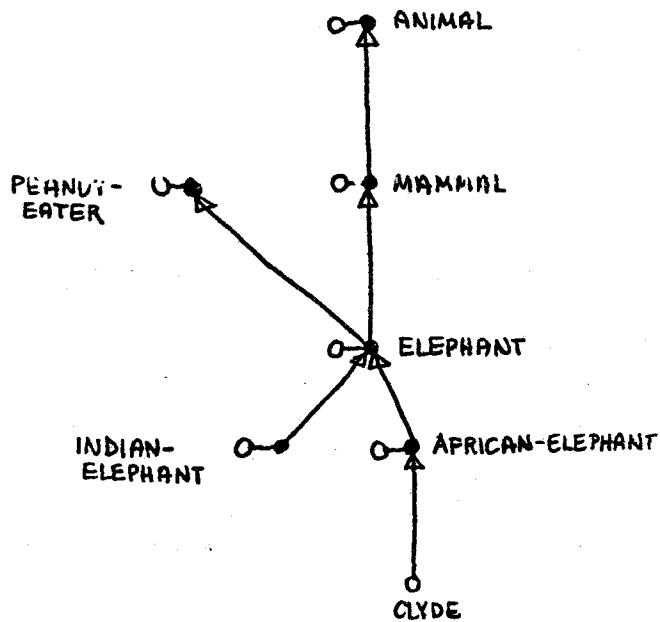 ANIMAL
PEANUT-
EATER
MAMMAL
ELEPHANT
INDIAN-
ELEPHANT
AFRICAN-ELEPHANT
CLYDE